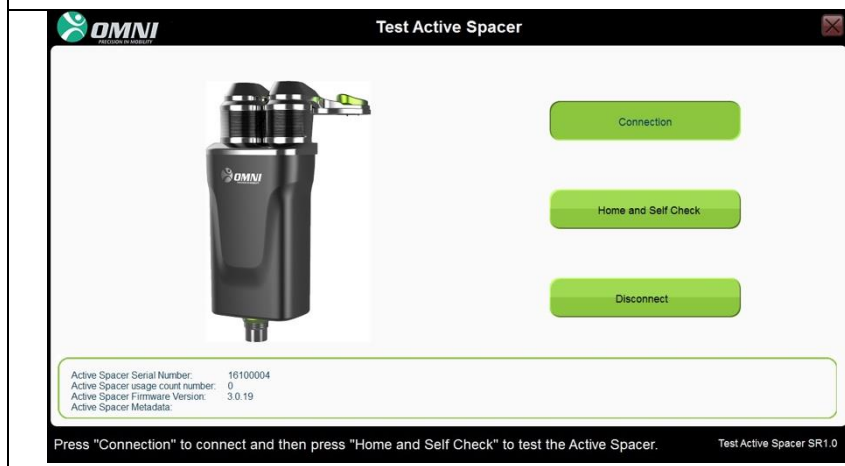 OMNI
PRECISION IN MOBILITY
Test Active Spacer
OMNI
Connection
Home and Self Check
Disconnect
Active Spacer Serial Number: 16100004
Active Spacer usage count number: 0
Active Spacer Firmware Version: 3.0.19
Active Spacer Metadata:
Press "Connection" to connect and then press "Home and Self Check" to test the Active Spacer.
Test Active Spacer SR1.0